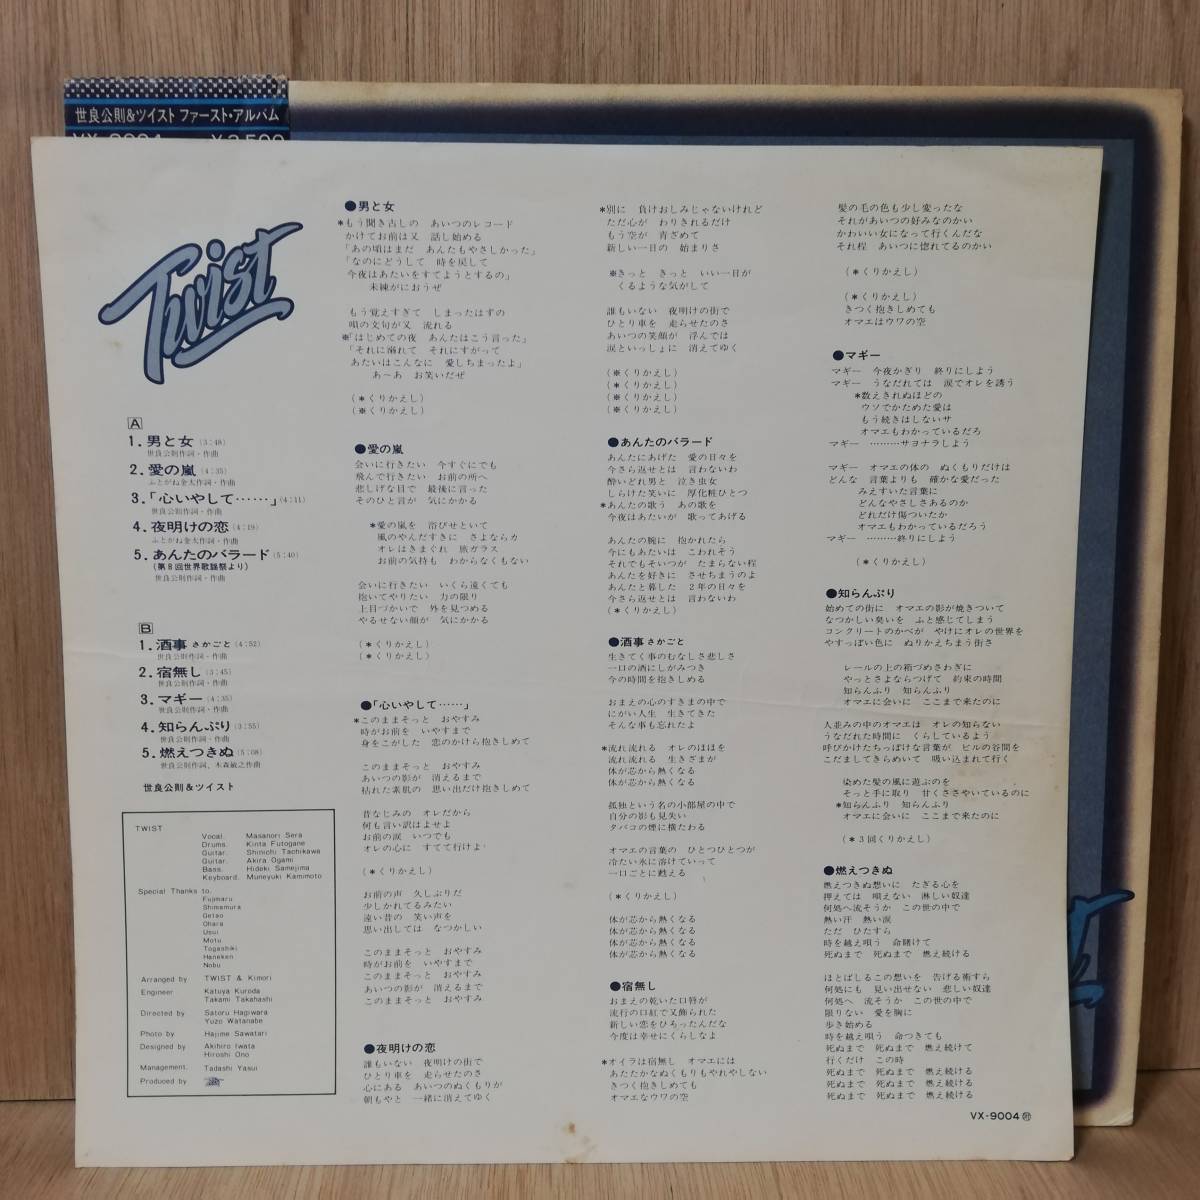 世良公則&ツイスト ファースト・アルバム
VX-9004 ¥2,500
Twist
A
1. 男と女 (3:48)
世良公則作詞・作曲
2. 愛の嵐 (4:35)
ふとがね金太作詞・作曲
3. 「心いやして……」 (4:11)
世良公則作詞・作曲
4. 夜明けの恋 (4:19)
ふとがね金太作詞・作曲
5. あんたのバラード (5:40)
(第8回世界歌謡祭より)
世良公則作詞・作曲
B
1. 酒事 さかごと (4:52)
世良公則作詞・作曲
2. 宿無し (3:45)
世良公則作詞・作曲
3. マギー (4:35)
世良公則作詞・作曲
4. 知らんぷり (3:55)
世良公則作詞・作曲
5. 燃えつきぬ (5:08)
世良公則作詞、木森敏之作曲
世良公則&ツイスト
TWIST
Vocal. Masanori Sera
Drums. Kinta Futogane
Guitar. Shinichi Tachikawa
Guitar. Akira Ogami
Bass. Hideki Samejima
Keyboard. Muneyuki Kamimoto
Special Thanks to.
Fujimaru
Shimamura
Getao
Ohara
Usui
Motu
Togashiki
Haneken
Nobu
Arranged by TWIST & Kimori
Engineer Katuya Kuroda
Takami Takahashi
Directed by Satoru Hagiwara
Yuzo Watanabe
Photo by Hajime Sawatari
Designed by Akihiro Iwata
Hiroshi Ono
Management. Tadashi Yasui
Produced by
●男と女
*もう聞き古しの あいつのレコード
かけてお前は又 話し始める
「あの頃はまだ あんたもやさしかった」
「なのにどうして 時を戻して
今夜はあたいをすてようとするの」
未練がにおうぜ
もう覚えすぎて しまったはずの
唄の文句が又 流れる
※「はじめての夜 あんたはこう言った」
「それに溺れて それにすがって
あたいはこんなに 愛しちまったよ」
あ〜あ お笑いだぜ
(*くりかえし)
(※くりかえし)
●愛の嵐
会いに行きたい 今すぐにでも
飛んで行きたい お前の所へ
悲しげな目で 最後に言った
そのひと言が 気にかかる
*愛の嵐を 浴びせといて
風のやんだすきに さよならか
オレはきまぐれ 旅ガラス
お前の気持も わからなくもない
会いに行きたい いくら遠くても
抱いてやりたい 力の限り
上目づかいで 外を見つめる
やるせない顔が 気にかかる
(*くりかえし)
(*くりかえし)
●「心いやして……」
*このままそっと おやすみ
時がお前を いやすまで
身をこがした 恋のかけら抱きしめて
このままそっと おやすみ
あいつの影が 消えるまで
枯れた素肌の 思い出だけ抱きしめて
昔なじみの オレだから
何も言い訳はよせよ
お前の涙 いつでも
オレの心に すてて行けよ
(*くりかえし)
お前の声 久しぶりだ
少しかれてるみたい
遠い昔の 笑い声を
思い出しては なつかしい
このままそっと おやすみ
時がお前を いやすまで
このままそっと おやすみ
あいつの影が 消えるまで
このままそっと おやすみ
●夜明けの恋
誰もいない 夜明けの街で
ひとり車を 走らせたのさ
心にある あいつのぬくもりが
朝もやと 一緒に消えてゆく
*別に 負けおしみじゃないけれど
ただ心が わりきれるだけ
もう空が 青ざめて
新しい一日の 始まりさ
※きっと きっと いい一日が
くるような気がして
誰もいない 夜明けの街で
ひとり車を 走らせたのさ
あいつの笑顔が 浮んでは
涙といっしょに 消えてゆく
(※くりかえし)
(*くりかえし)
(※くりかえし)
(※くりかえし)
●あんたのバラード
あんたにあげた 愛の日々を
今さら返せとは 言わないわ
酔いどれ男と 泣き虫女
しらけた笑いに 厚化粧ひとつ
*あんたの歌う あの歌を
今夜はあたいが 歌ってあげる
あんたの腕に 抱かれたら
今にもあたいは こわれそう
それでもそいつが たまらない程
あんたを好きに させちまうのよ
あんたと暮した 2年の日々を
今さら返せとは 言わないわ
(*くりかえし)
●酒事 さかごと
生きてく事のむなしさ悲しさ
一口の酒にしがみつき
今の時間を抱きしめる
おまえの心のすきまの中で
にがい人生 生きてきた
そんな事も忘れたよ
*流れ流れる オレのほほを
流れ流れる 生きざまが
体が芯から熱くなる
体が芯から熱くなる
孤独という名の小部屋の中で
自分の影も見失い
タバコの煙に横たわる
オマエの言葉の ひとつひとつが
冷たい氷に溶けていって
一口ごとに甦える
(*くりかえし)
体が芯から熱くなる
体が芯から熱くなる
体が芯から熱くなる
体が芯から熱くなる
●宿無し
おまえの乾いた口唇が
流行の口紅で又飾られた
新しい恋をひろったんだな
今度は幸せにくらしなよ
*オイラは宿無し オマエには
あたたかなぬくもりもやれやしない
きつく抱きしめても
オマエなウワの空
髪の毛の色も少し変ったな
それがあいつの好みなのかい
かわいい女になって行くんだな
それ程 あいつに惚れてるのかい
(*くりかえし)
(*くりかえし)
きつく抱きしめても
オマエはウワの空
●マギー
マギー 今夜かぎり 終りにしよう
マギー うなだれては 涙でオレを誘う
*数えきれぬほどの
ウソでかためた愛は
もう続きはしないサ
オマエもわかっているだろ
マギー ………サヨナラしよう
マギー オマエの体の ぬくもりだけは
どんな 言葉よりも 確かな愛だった
みえすいた言葉に
どんなやさしさあるのか
どれだけ傷ついたか
オマエもわかっているだろう
マギー ………終りにしよう
(*くりかえし)
●知らんぷり
始めての街に オマエの影が焼きついて
なつかしい臭いを ふと感じてしまう
コンクリートのかべが やけにオレの世界を
やすっぽい色に ぬりかえちまう街さ
レールの上の箱づめさわぎに
やっとさよならつげて 約束の時間
知らんふり 知らんふり
オマエに会いに ここまで来たのに
人並みの中のオマエは オレの知らない
うなだれた時間に くらしているよう
呼びかけたちっぽけな言葉が ビルの谷間を
こだましてきらめいて 吸い込まれて行く
染めた髪の風に遊ぶのを
そっと手に取り 甘くささやいているのに
*知らんふり 知らんふり
オマエに会いに ここまで来たのに
(*3回くりかえし)
●燃えつきぬ
燃えつきぬ想いに たぎる心を
押えては 唄えない 淋しい奴達
何処へ流そうか この世の中で
熱い汗 熱い涙
ただ ひたすら
時を越え唄う 命賭けて
死ぬまで 死ぬまで 燃え続ける
ほとばしるこの想いを 告げる術すら
何処にも 見い出せない 悲しい奴達
何処へ 流そうか この世の中で
限りない 愛を胸に
歩き始める
時を越え唄う 命つきても
死ぬまで 死ぬまで 燃え続けて
行くだけ この時
死ぬまで 死ぬまで 燃え続ける
死ぬまで 死ぬまで 燃え続ける
死ぬまで 死ぬまで 燃え続ける
VX-9004